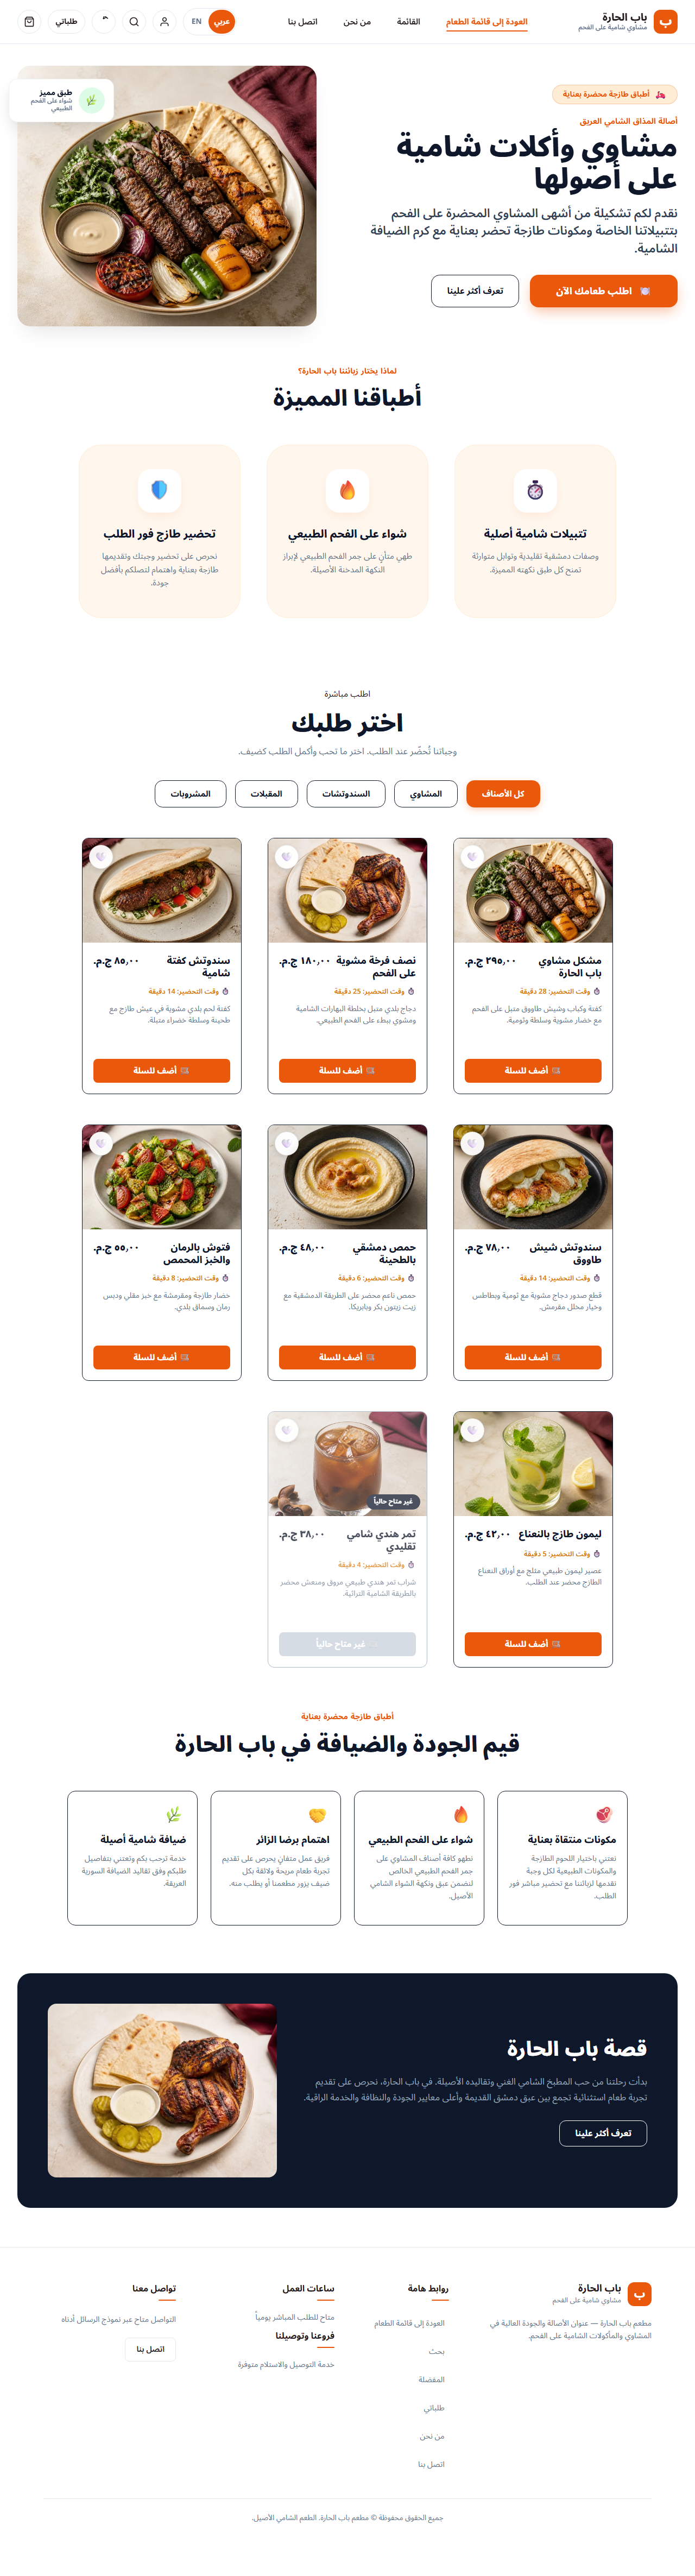 ب
باب الحارة
مشاوي شامية على الفحم
العودة إلى قائمة الطعام
القائمة
من نحن
اتصل بنا
عربي
EN
طلباتي
أطباق طازجة محضرة بعناية
أصالة المذاق الشامي العريق
مشاوي وأكلات شامية
على أصولها
نقدم لكم تشكيلة من أشهى المشاوي المحضرة على الفحم
بتتبيلاتنا الخاصة ومكونات طازجة تحضر بعناية مع كرم الضيافة
الشامية.
اطلب طعامك الآن
تعرف أكثر علينا
طبق مميز
شواء على الفحم
الطبيعي
لماذا يختار زبائننا باب الحارة؟
أطباقنا المميزة
تتبيلات شامية أصلية
وصفات دمشقية تقليدية وتوابل متوارثة
تمنح كل طبق نكهته المميزة.
شواء على الفحم الطبيعي
طهي متأنٍ على جمر الفحم الطبيعي لإبراز
النكهة المدخنة الأصيلة.
تحضير طازج فور الطلب
نحرص على تحضير وجبتك وتقديمها
طازجة بعناية واهتمام لتصلكم بأفضل
جودة.
اطلب مباشرة
اختر طلبك
وجباتنا تُحضّر عند الطلب. اختر ما تحب وأكمل الطلب كضيف.
كل الأصناف
المشاوي
السندوتشات
المقبلات
المشروبات
مشكل مشاوي
باب الحارة
٢٩٥٫٠٠ ج.م.
وقت التحضير: 28 دقيقة
كفتة وكباب وشيش طاووق متبل على الفحم
مع خضار مشوية وسلطة وثومية.
أضف للسلة
نصف فرخة مشوية
على الفحم
١٨٠٫٠٠ ج.م.
وقت التحضير: 25 دقيقة
دجاج بلدي متبل بخلطة البهارات الشامية
ومشوي ببطء على الفحم الطبيعي.
أضف للسلة
سندوتش كفتة
شامية
٨٥٫٠٠ ج.م.
وقت التحضير: 14 دقيقة
كفتة لحم بلدي مشوية في عيش طازج مع
طحينة وسلطة خضراء متبلة.
أضف للسلة
سندوتش شيش
طاووق
٧٨٫٠٠ ج.م.
وقت التحضير: 14 دقيقة
قطع صدور دجاج مشوية مع ثومية وبطاطس
وخيار مخلل مقرمش.
أضف للسلة
حمص دمشقي
بالطحينة
٤٨٫٠٠ ج.م.
وقت التحضير: 6 دقيقة
حمص ناعم محضر على الطريقة الدمشقية مع
زيت زيتون بكر وبابريكا.
أضف للسلة
فتوش بالرمان
والخبز المحمص
٥٥٫٠٠ ج.م.
وقت التحضير: 8 دقيقة
خضار طازجة ومقرمشة مع خبز مقلي ودبس
رمان وسماق بلدي.
أضف للسلة
ليمون طازج بالنعناع
٤٢٫٠٠ ج.م.
وقت التحضير: 5 دقيقة
عصير ليمون طبيعي مثلج مع أوراق النعناع
الطازج محضر عند الطلب.
أضف للسلة
غير متاح حالياً
تمر هندي شامي
تقليدي
٣٨٫٠٠ ج.م.
وقت التحضير: 4 دقيقة
شراب تمر هندي طبيعي مروق ومنعش محضر
بالطريقة الشامية التراثية.
غير متاح حالياً
أطباق طازجة محضرة بعناية
قيم الجودة والضيافة في باب الحارة
مكونات منتقاة بعناية
نعتني باختيار اللحوم الطازجة
والمكونات الطبيعية لكل وجبة
نقدمها لزبائننا مع تحضير مباشر فور
الطلب.
شواء على الفحم الطبيعي
نطهو كافة أصناف المشاوي على
جمر الفحم الطبيعي الخالص
لنضمن عبق ونكهة الشواء الشامي
الأصيل.
اهتمام برضا الزائر
فريق عمل متفانٍ يحرص على تقديم
تجربة طعام مريحة ولائقة بكل
ضيف يزور مطعمنا أو يطلب منه.
ضيافة شامية أصيلة
خدمة ترحب بكم وتعتني بتفاصيل
طلبكم وفق تقاليد الضيافة السورية
العريقة.
قصة باب الحارة
بدأت رحلتنا من حب المطبخ الشامي الغني وتقاليده الأصيلة. في باب الحارة، نحرص على تقديم
تجربة طعام استثنائية تجمع بين عبق دمشق القديمة وأعلى معايير الجودة والنظافة والخدمة الراقية.
تعرف أكثر علينا
ب
باب الحارة
مشاوي شامية على الفحم
مطعم باب الحارة — عنوان الأصالة والجودة العالية في
المشاوي والمأكولات الشامية على الفحم.
روابط هامة
العودة إلى قائمة الطعام
بحث
المفضلة
طلباتي
من نحن
اتصل بنا
ساعات العمل
متاح للطلب المباشر يومياً
فروعنا وتوصيلنا
خدمة التوصيل والاستلام متوفرة
تواصل معنا
التواصل متاح عبر نموذج الرسائل أدناه
اتصل بنا
جميع الحقوق محفوظة © مطعم باب الحارة. الطعم الشامي الأصيل.